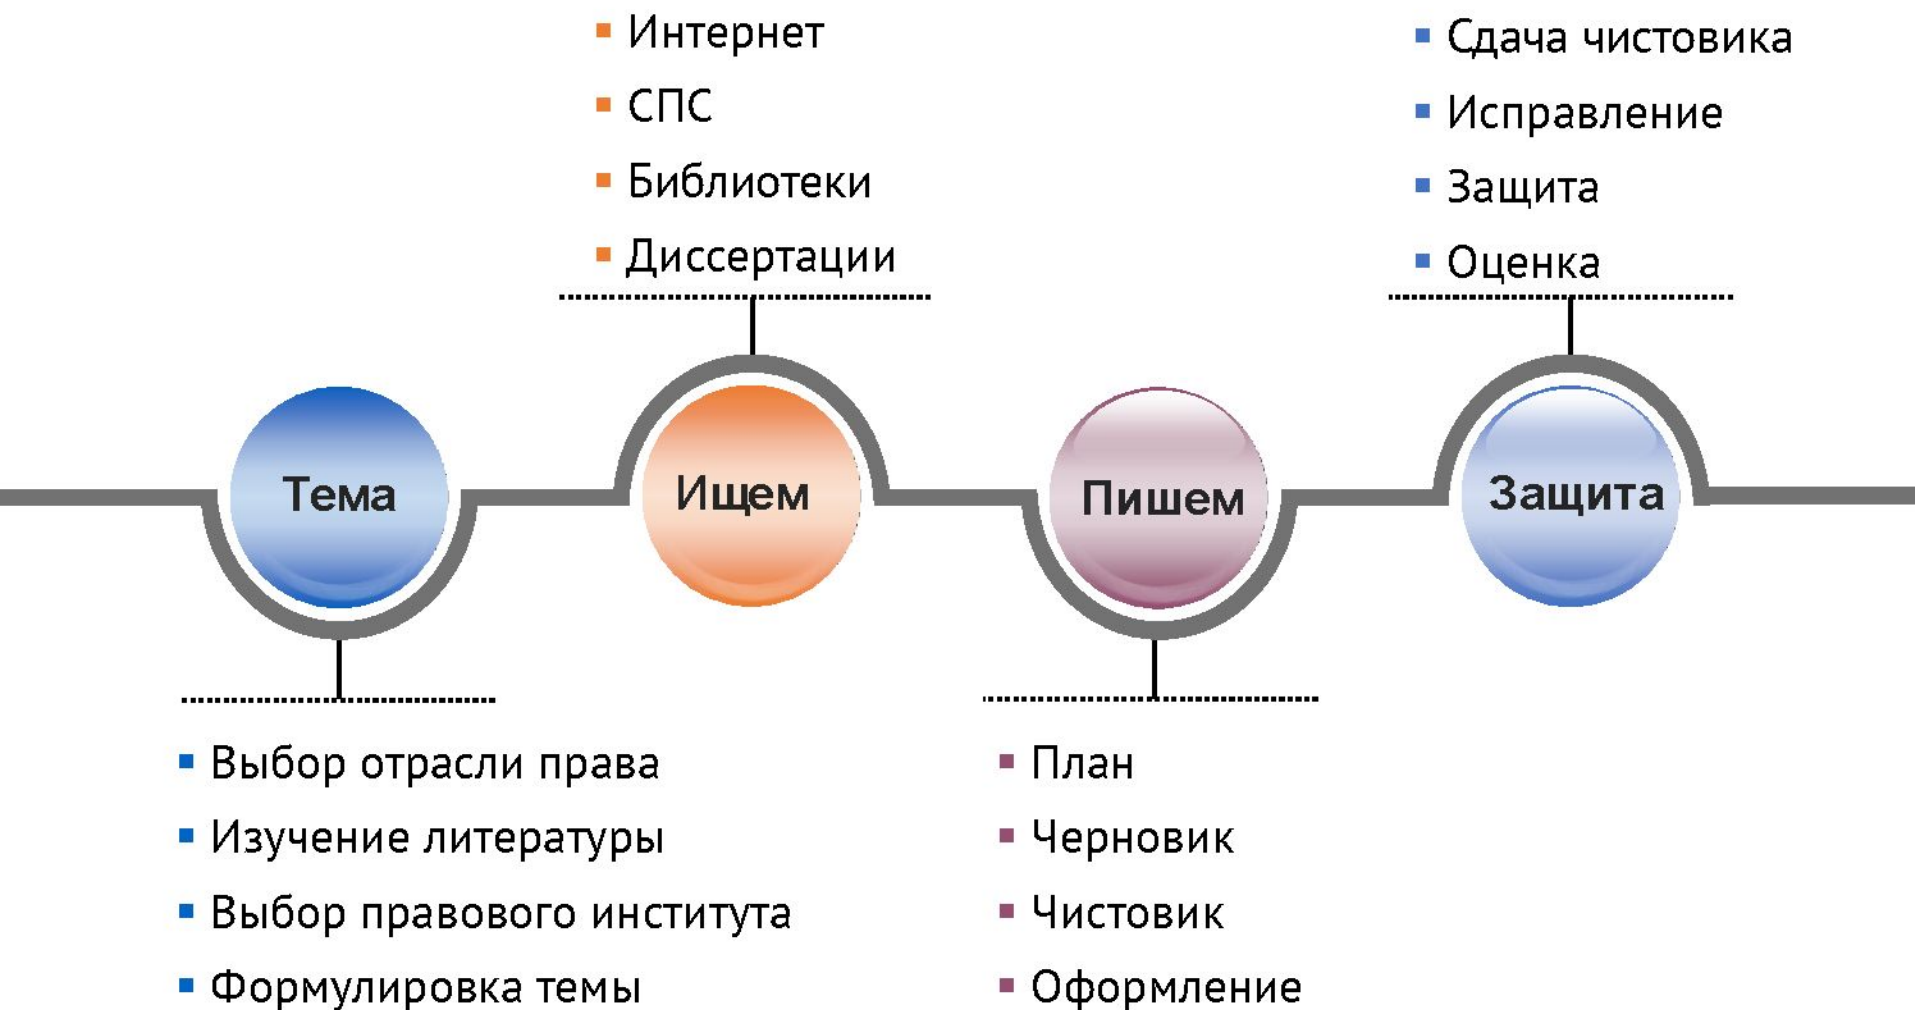 Интернет
СПС
Библиотеки
Диссертации
Сдача чистовика
Исправление
Защита
Оценка
Тема
Ищем
Пишем
Защита
Выбор отрасли права
Изучение литературы
Выбор правового института
Формулировка темы
План
Черновик
Чистовик
Оформление